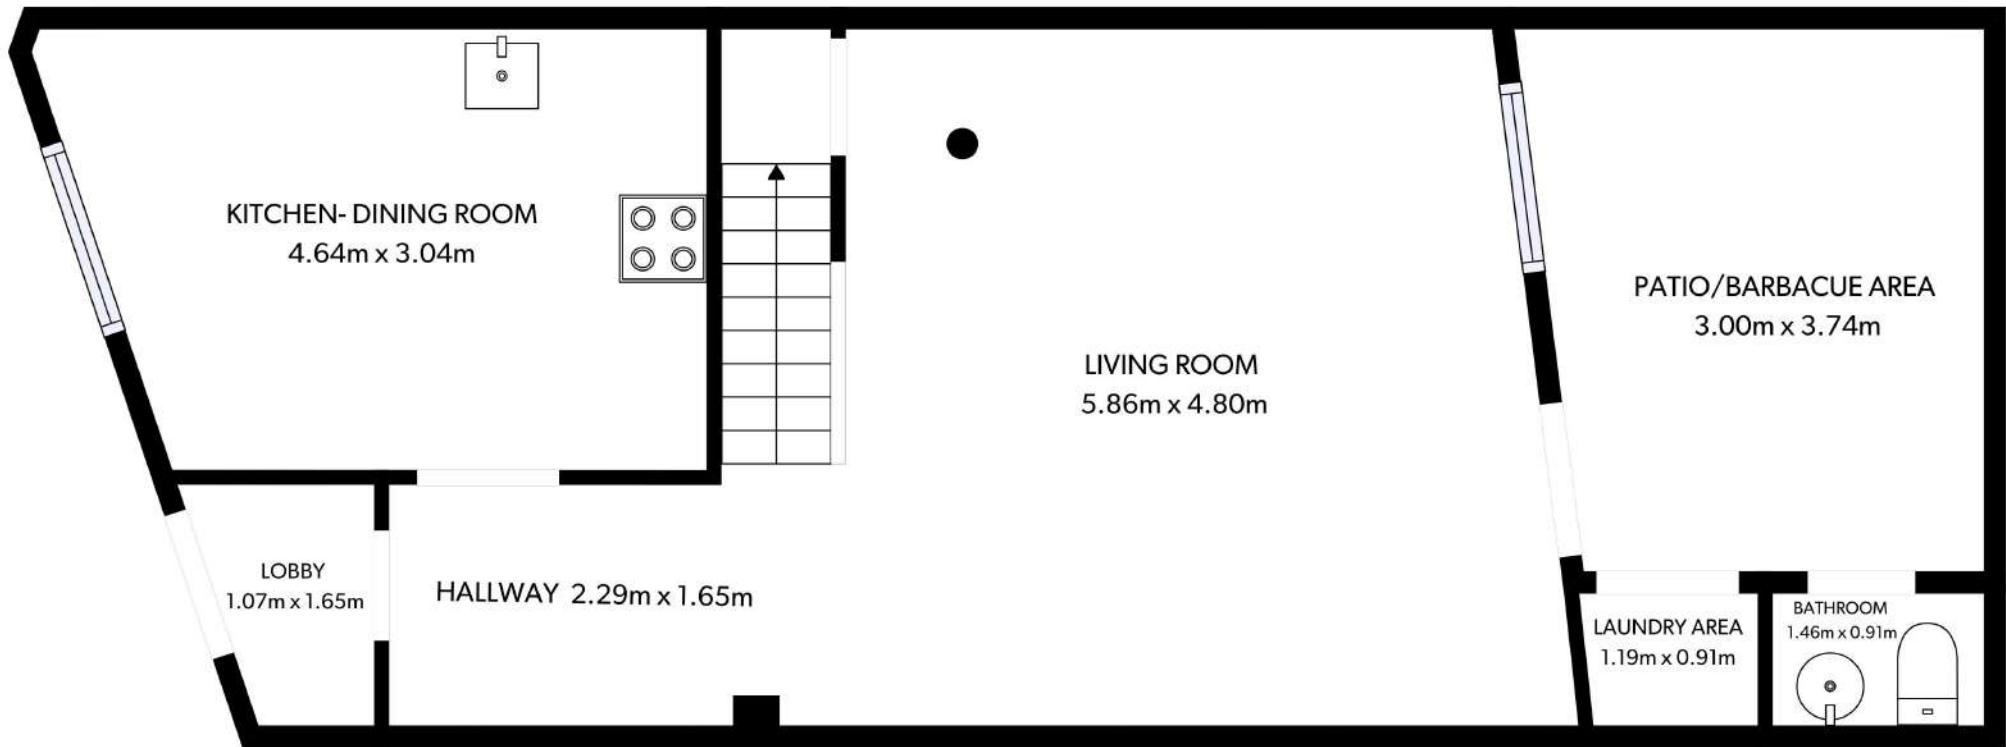 KITCHEN- DINING ROOM
4.64m x 3.04m
PATIO/BARBACUE AREA
3.00m x 3.74m
LIVING ROOM
5.86m x 4.80m
LOBBY
1.07m x 1.65m
HALLWAY 2.29m x 1.65m
LAUNDRY AREA
1.19m x 0.91m
BATHROOM
1.46m x 0.91m